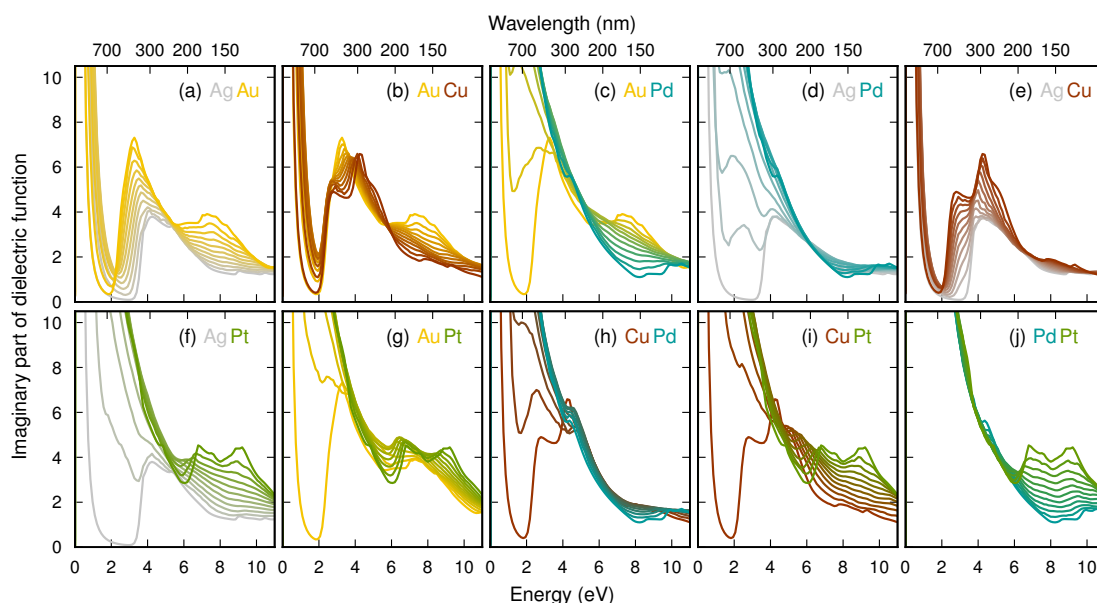 Wavelength (nm)
700 300 200 150 700 300 200 150 700 300 200 150 700 300 200 150 700 300 200 150
Imaginary part of dielectric function
10
8
6
4
2
0
(a) Ag Au
(b) Au Cu
(c) Au Pd
(d) Ag Pd
(e) Ag Cu
10
8
6
4
2
0
(f) Ag Pt
(g) Au Pt
(h) Cu Pd
(i) Cu Pt
(j) Pd Pt
0 2 4 6 8 10 0 2 4 6 8 10 0 2 4 6 8 10 0 2 4 6 8 10 0 2 4 6 8 10
Energy (eV)